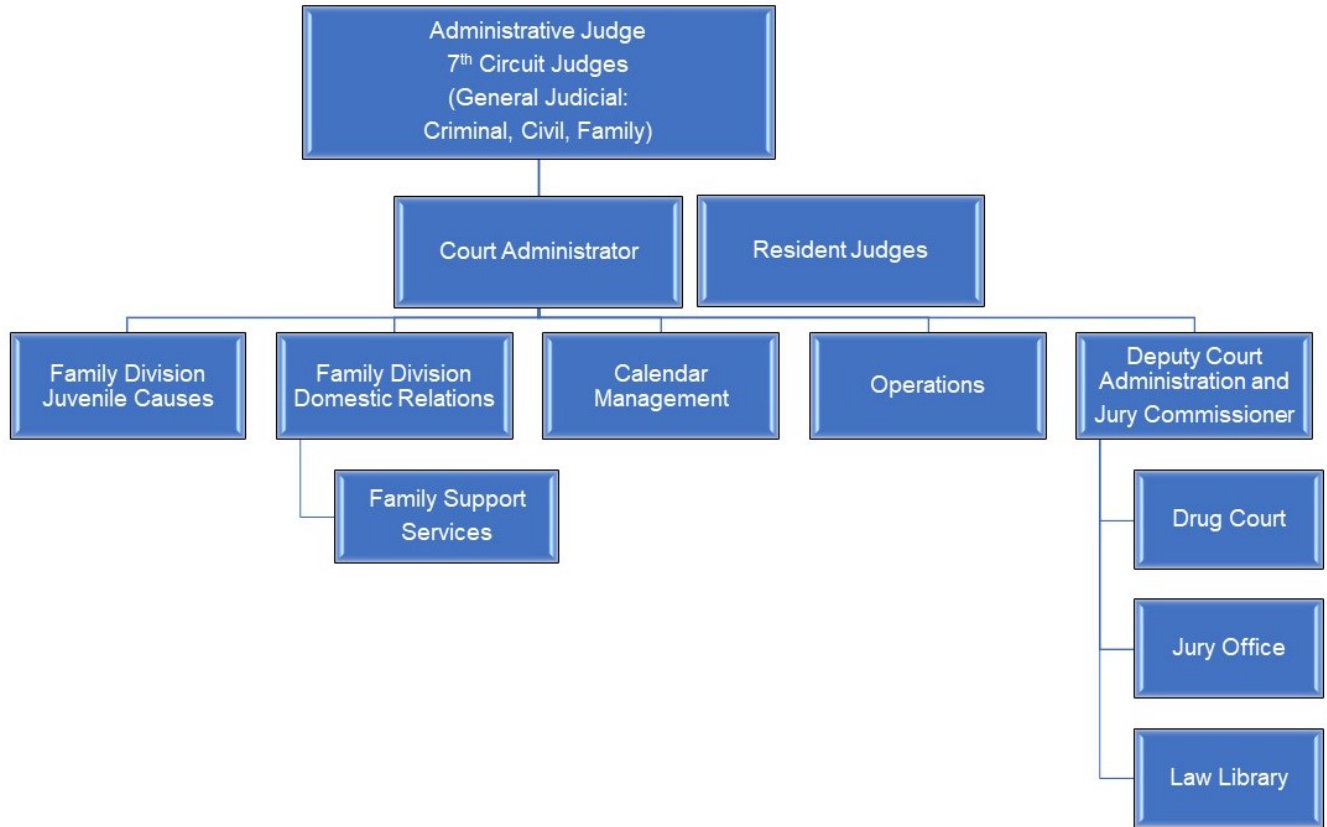 Administrative Judge
7th Circuit Judges
(General Judicial:
Criminal, Civil, Family)
Court Administrator
Resident Judges
Family Division
Juvenile Causes
Family Division
Domestic Relations
Calendar
Management
Operations
Deputy Court
Administration and
Jury Commissioner
Family Support
Services
Drug Court
Jury Office
Law Library